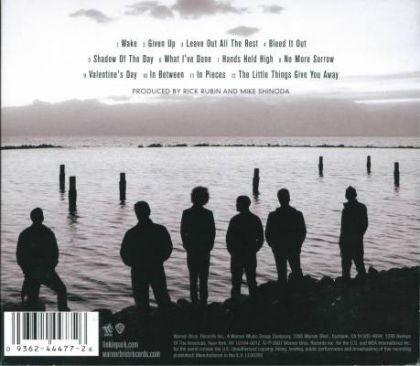 1 Wake 2 Given Up 3 Leave Out All The Rest 4 Bleed It Out
5 Shadow Of The Day 6 What I've Done 7 Hands Held High 8 No More Sorrow
9 Valentine's Day 10 In Between 11 In Pieces 12 The Little Things Give You Away
PRODUCED BY RICK RUBIN AND MIKE SHINODA
linkinpark.com
warnerbrosrecords.com
0 9362-44477-2 6